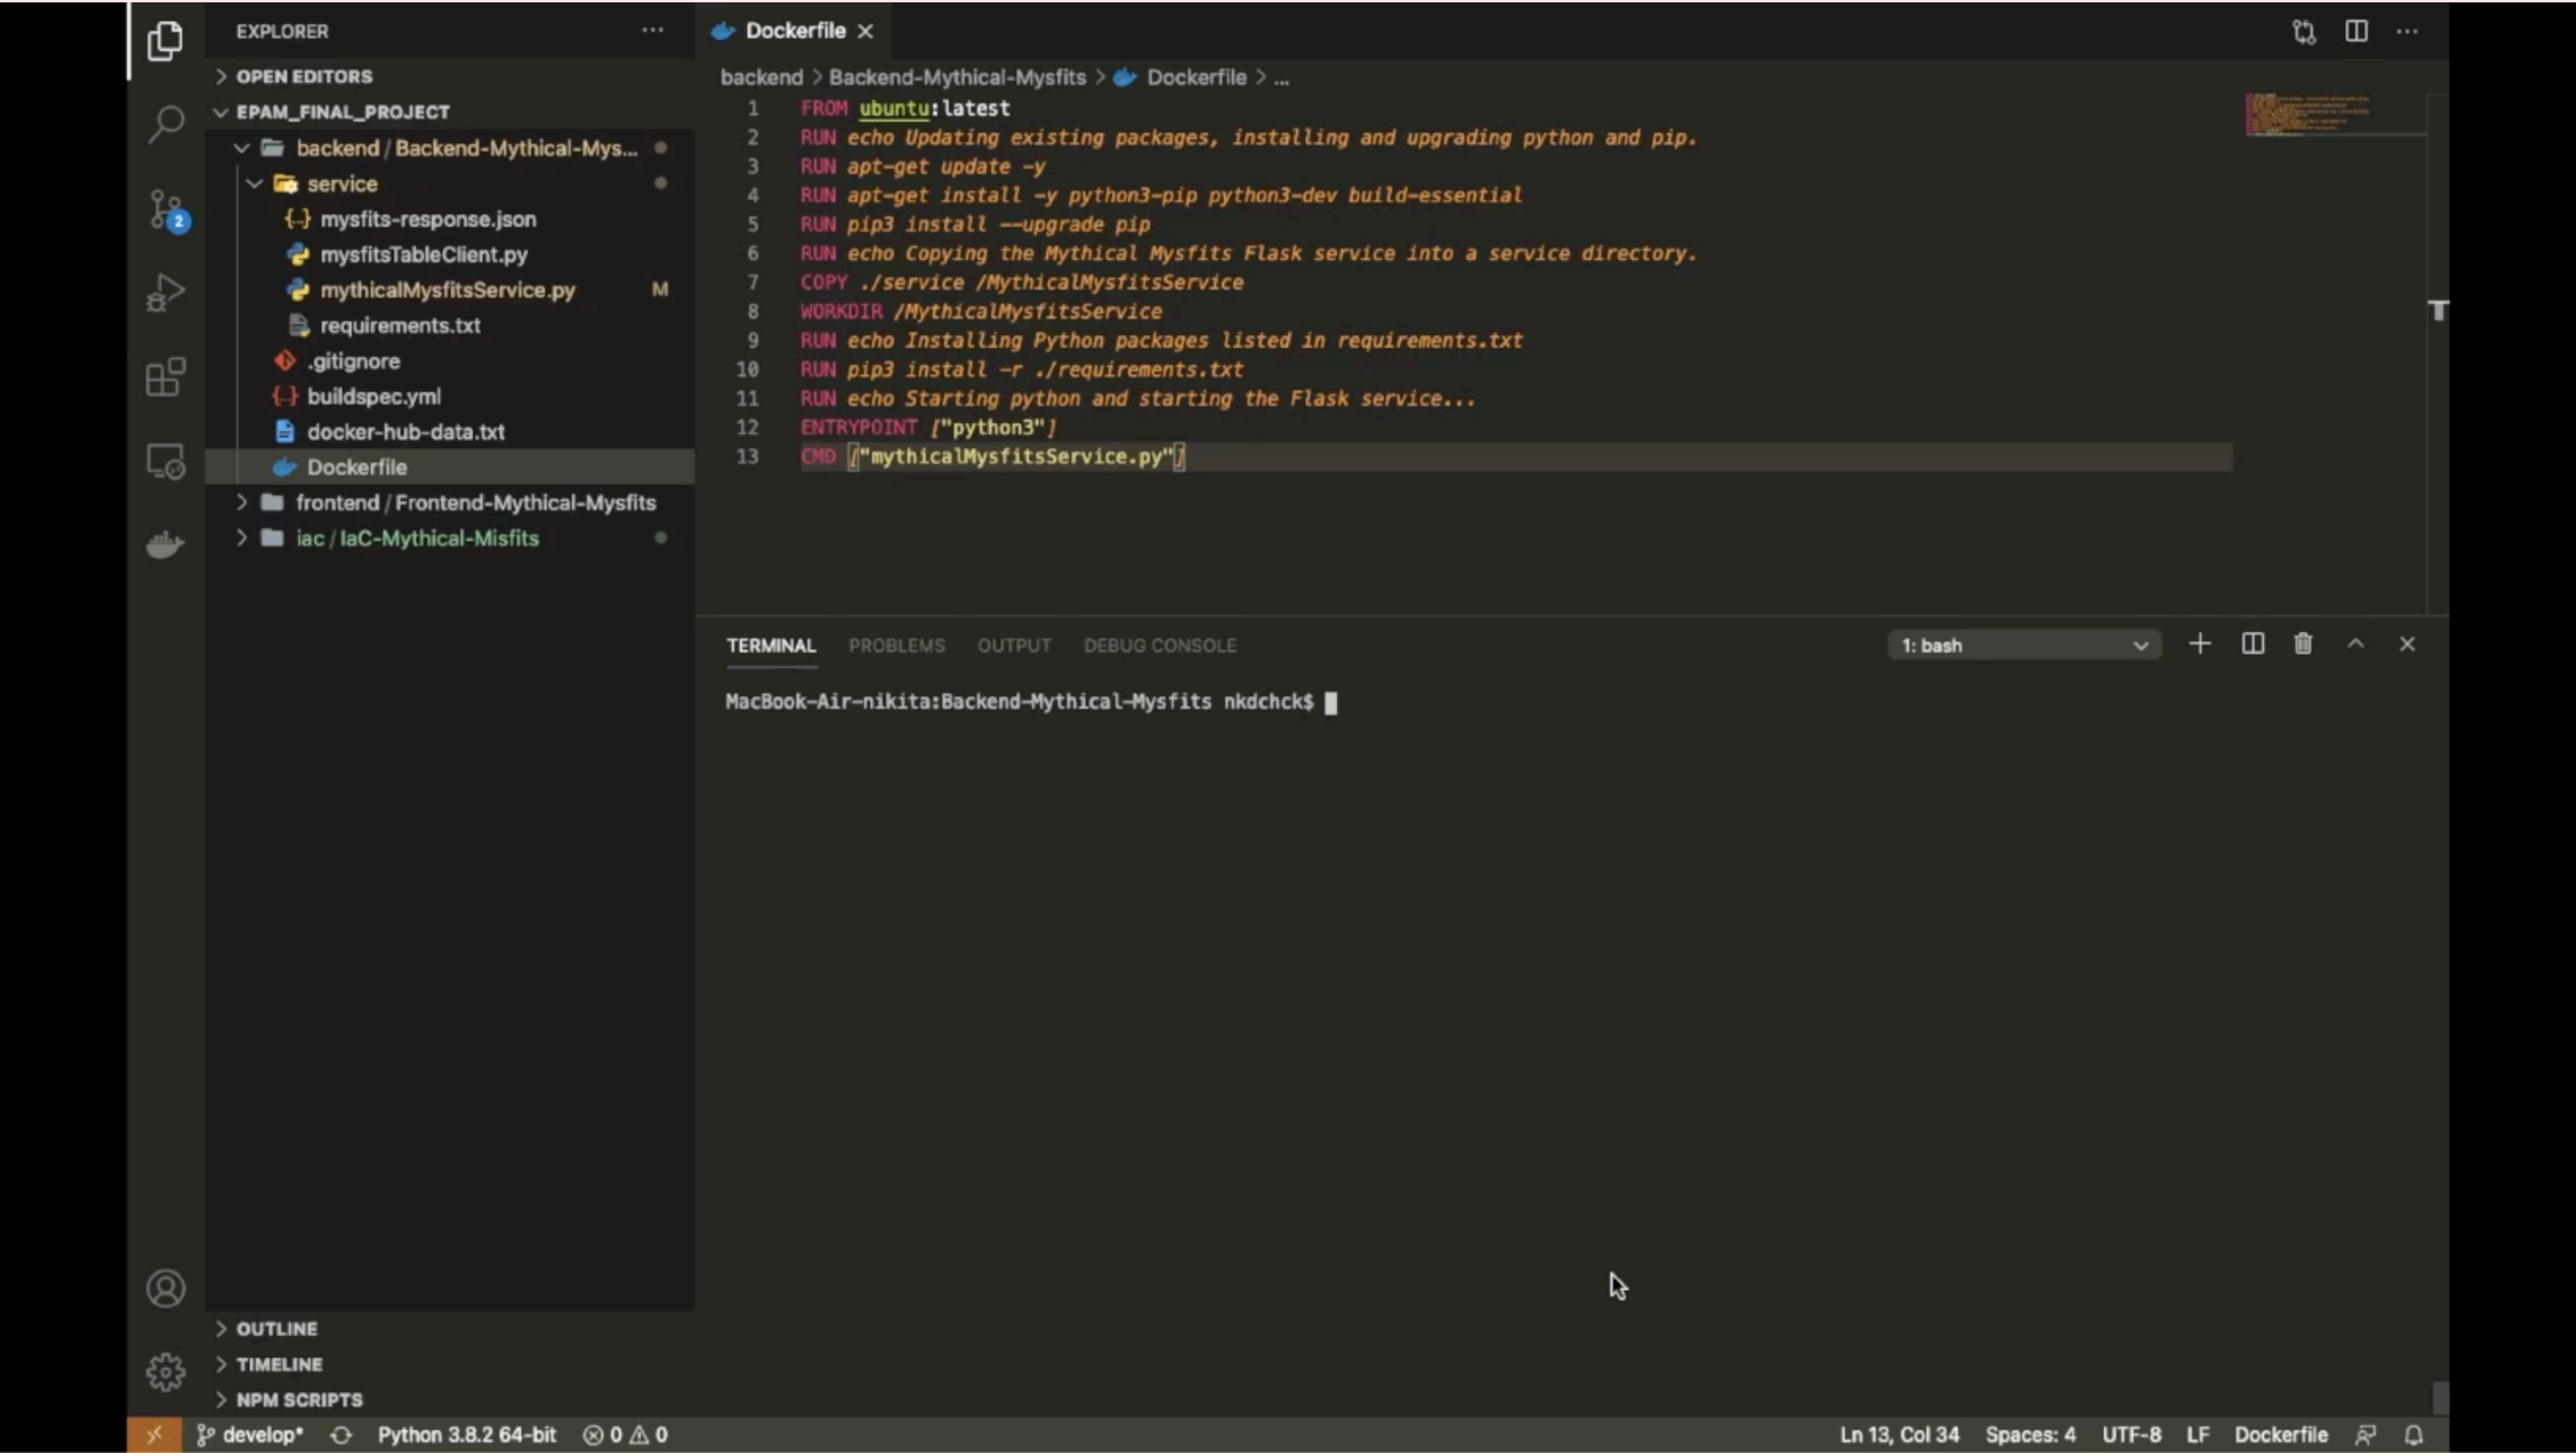 EXPLORER
OPEN EDITORS
EPAM_FINAL_PROJECT
backend / Backend-Mythical-Mys...
service
mysfits-response.json
mysfitsTableClient.py
mythicalMysfitsService.py M
requirements.txt
.gitignore
buildspec.yml
docker-hub-data.txt
Dockerfile
frontend / Frontend-Mythical-Mysfits
iac / IaC-Mythical-Misfits
2
OUTLINE
TIMELINE
NPM SCRIPTS
Dockerfile
backend > Backend-Mythical-Mysfits > Dockerfile > ...
1 FROM ubuntu:latest
2 RUN echo Updating existing packages, installing and upgrading python and pip.
3 RUN apt-get update -y
4 RUN apt-get install -y python3-pip python3-dev build-essential
5 RUN pip3 install --upgrade pip
6 RUN echo Copying the Mythical Mysfits Flask service into a service directory.
7 COPY ./service /MythicalMysfitsService
8 WORKDIR /MythicalMysfitsService
9 RUN echo Installing Python packages listed in requirements.txt
10 RUN pip3 install -r ./requirements.txt
11 RUN echo Starting python and starting the Flask service...
12 ENTRYPOINT ["python3"]
13 CMD ["mythicalMysfitsService.py"]
TERMINAL PROBLEMS OUTPUT DEBUG CONSOLE 1: bash
MacBook-Air-nikita:Backend-Mythical-Mysfits nkdchck$
develop* Python 3.8.2 64-bit 0 0 Ln 13, Col 34 Spaces: 4 UTF-8 LF Dockerfile